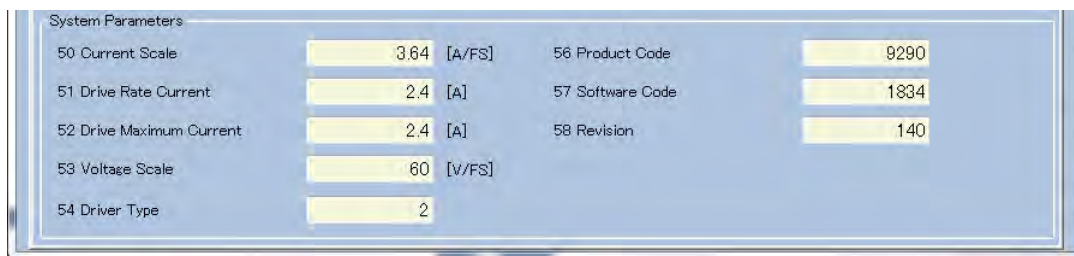 System Parameters
50 Current Scale 3.64 [A/FS] 56 Product Code 9290
51 Drive Rate Current 2.4 [A] 57 Software Code 1834
52 Drive Maximum Current 2.4 [A] 58 Revision 140
53 Voltage Scale 60 [V/FS]
54 Driver Type 2